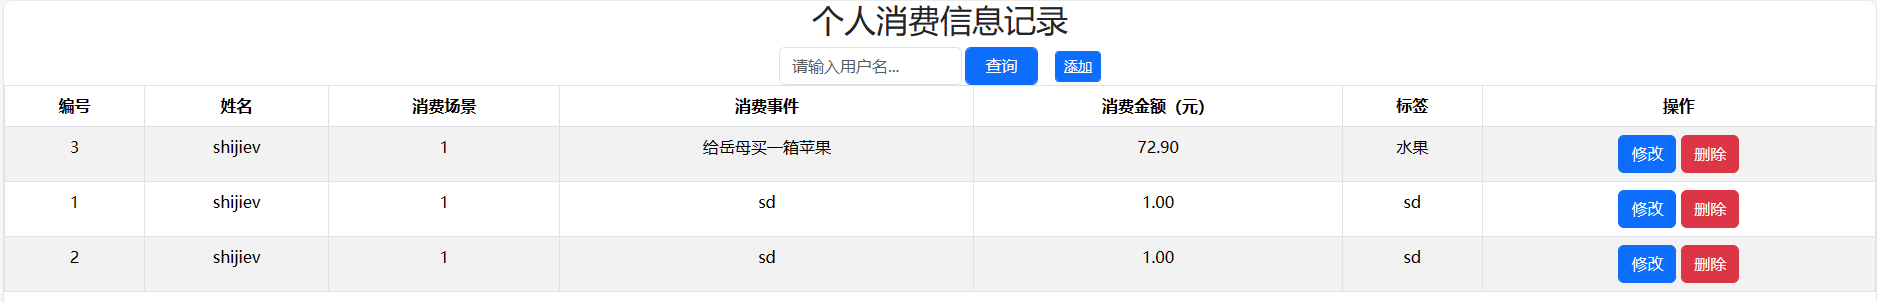 个人消费信息记录
请输入用户名... 查询 添加
编号 姓名 消费场景 消费事件 消费金额（元） 标签 操作
3 shijiev 1 给岳母买一箱苹果 72.90 水果 修改 删除
1 shijiev 1 sd 1.00 sd 修改 删除
2 shijiev 1 sd 1.00 sd 修改 删除